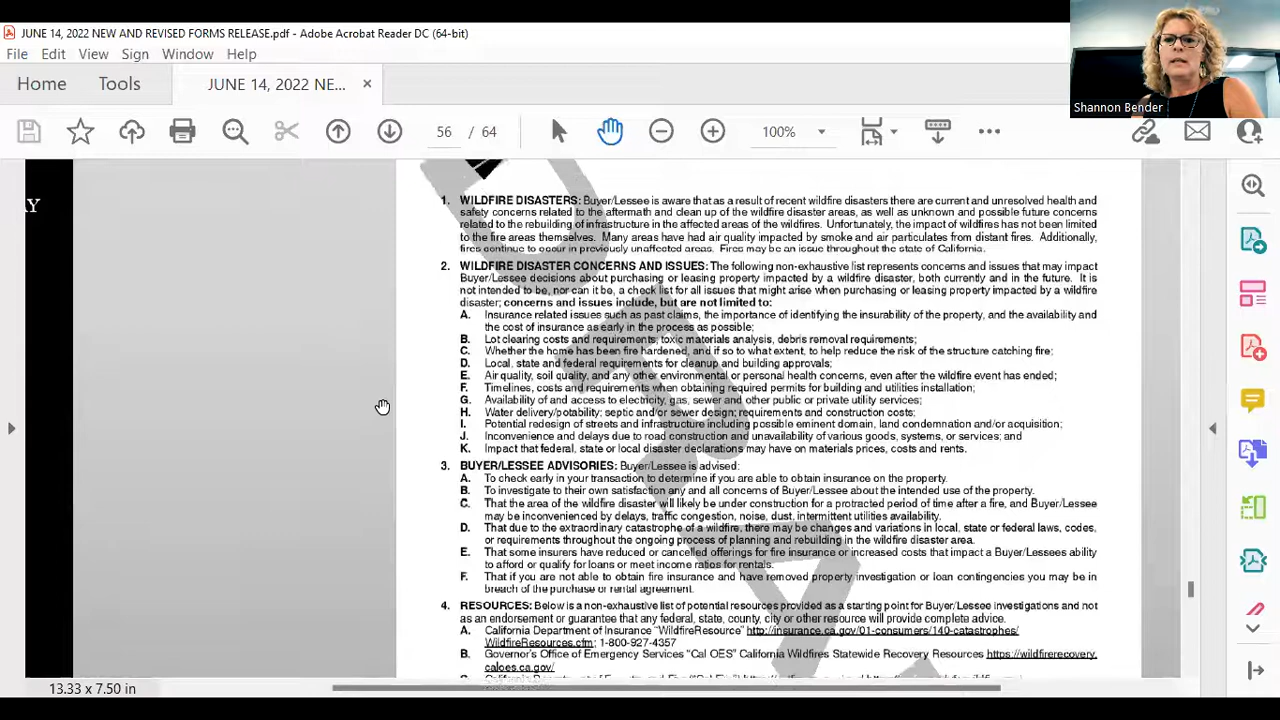 JUNE 14, 2022 NEW AND REVISED FORMS RELEASE.pdf - Adobe Acrobat Reader DC (64-bit)
File Edit View Sign Window Help
Home Tools JUNE 14, 2022 NE... ×
Shannon Bender
56 / 64 100%
AY
1. WILDFIRE DISASTERS: Buyer/Lessee is aware that as a result of recent wildfire disasters there are current and unresolved health and
safety concerns related to the aftermath and clean up of the wildfire disaster areas, as well as unknown and possible future concerns
related to the rebuilding of infrastructure in the affected areas of the wildfires. Unfortunately, the impact of wildfires has not been limited
to the fire areas themselves. Many areas have had air quality impacted by smoke and air particulates from distant fires. Additionally,
fires continue to occur in previously unaffected areas. Fires may be an issue throughout the state of California.
2. WILDFIRE DISASTER CONCERNS AND ISSUES: The following non-exhaustive list represents concerns and issues that may impact
Buyer/Lessee decisions about purchasing or leasing property impacted by a wildfire disaster, both currently and in the future. It is
not intended to be, nor can it be, a check list for all issues that might arise when purchasing or leasing property impacted by a wildfire
disaster; concerns and issues include, but are not limited to:
A. Insurance related issues such as past claims, the importance of identifying the insurability of the property, and the availability and
the cost of insurance as early in the process as possible;
B. Lot clearing costs and requirements; toxic materials analysis, debris removal requirements;
C. Whether the home has been fire hardened, and if so to what extent, to help reduce the risk of the structure catching fire;
D. Local, state and federal requirements for cleanup and building approvals;
E. Air quality, soil quality, and any other environmental or personal health concerns, even after the wildfire event has ended;
F. Timelines, costs and requirements when obtaining required permits for building and utilities installation;
G. Availability of and access to electricity, gas, sewer and other public or private utility services;
H. Water delivery/potability; septic and/or sewer design; requirements and construction costs;
I. Potential redesign of streets and infrastructure including possible eminent domain, land condemnation and/or acquisition;
J. Inconvenience and delays due to road construction and unavailability of various goods, systems, or services; and
K. Impact that federal, state or local disaster declarations may have on materials prices, costs and rents.
3. BUYER/LESSEE ADVISORIES: Buyer/Lessee is advised:
A. To check early in your transaction to determine if you are able to obtain insurance on the property.
B. To investigate to their own satisfaction any and all concerns of Buyer/Lessee about the intended use of the property.
C. That the area of the wildfire disaster will likely be under construction for a protracted period of time after a fire, and Buyer/Lessee
may be inconvenienced by delays, traffic congestion, noise, dust, intermittent utilities availability.
D. That due to the extraordinary catastrophe of a wildfire, there may be changes and variations in local, state or federal laws, codes,
or requirements throughout the ongoing process of planning and rebuilding in the wildfire disaster area.
E. That some insurers have reduced or cancelled offerings for fire insurance or increased costs that impact a Buyer/Lessees ability
to afford or qualify for loans or meet income ratios for rentals.
F. That if you are not able to obtain fire insurance and have removed property investigation or loan contingencies you may be in
breach of the purchase or rental agreement.
4. RESOURCES: Below is a non-exhaustive list of potential resources provided as a starting point for Buyer/Lessee investigations and not
as an endorsement or guarantee that any federal, state, county, city or other resource will provide complete advice.
A. California Department of Insurance "WildfireResource" http://insurance.ca.gov/01-consumers/140-catastrophes/
WildfireResources.cfm; 1-800-927-4357
B. Governor's Office of Emergency Services "Cal OES" California Wildfires Statewide Recovery Resources https://wildfirerecovery.
caloes.ca.gov/
13.33 x 7.50 in